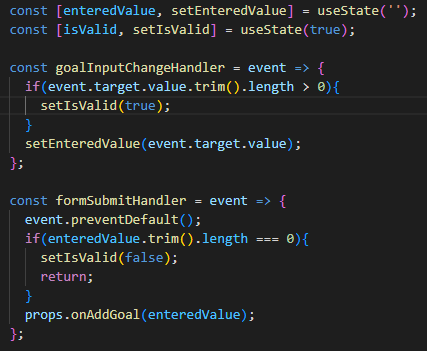 const [enteredValue, setEnteredValue] = useState('');
const [isValid, setIsValid] = useState(true);

const goalInputChangeHandler = event => {
  if(event.target.value.trim().length > 0){
    setIsValid(true);
  }
  setEnteredValue(event.target.value);
};

const formSubmitHandler = event => {
  event.preventDefault();
  if(enteredValue.trim().length === 0){
    setIsValid(false);
    return;
  }
  props.onAddGoal(enteredValue);
};